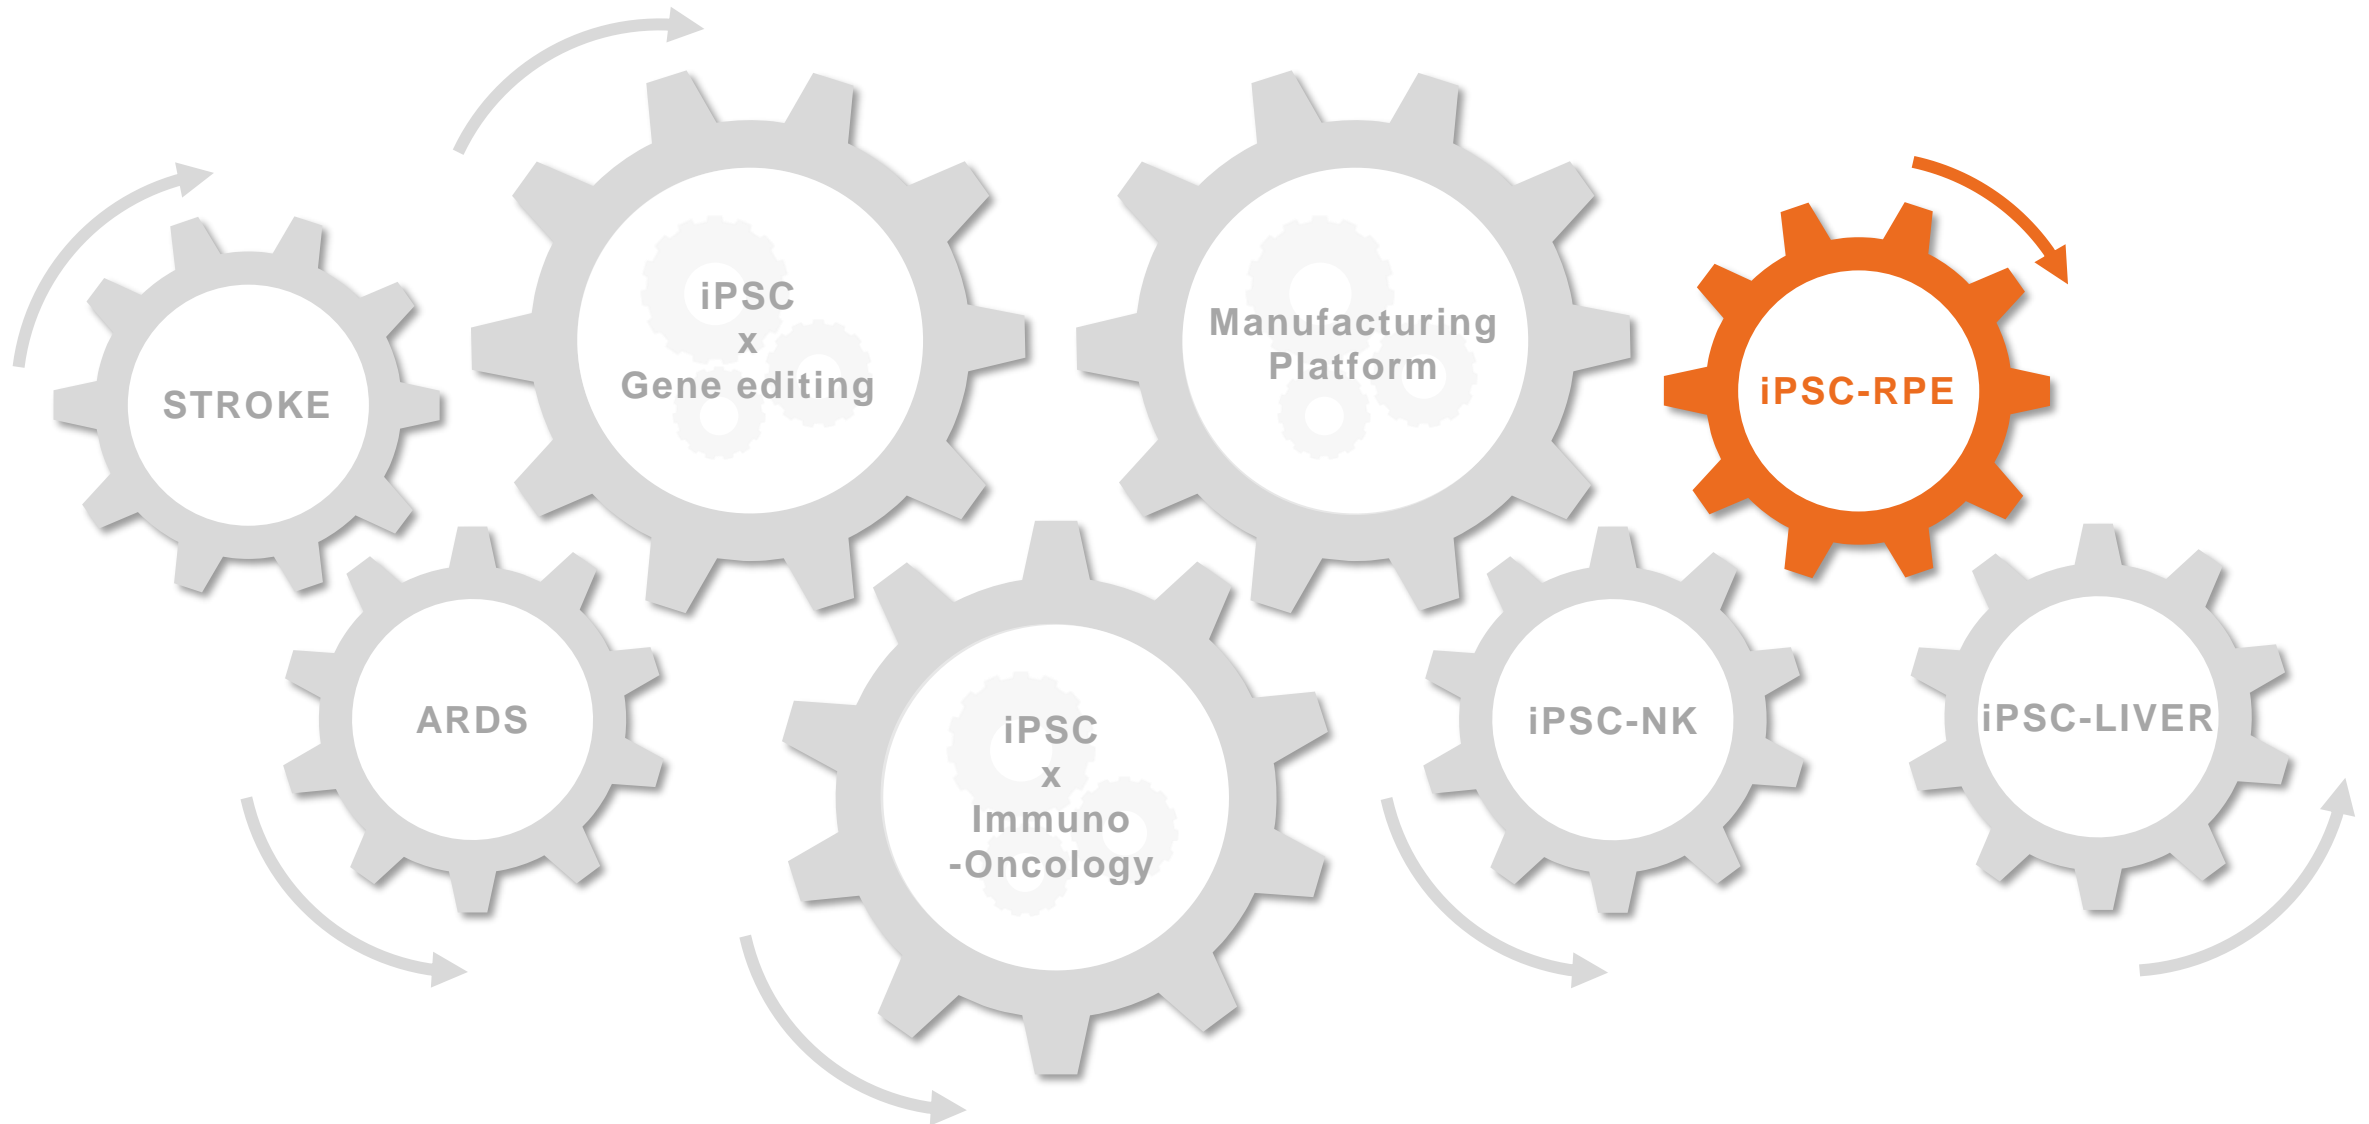 STROKE
iPSC
x
Gene editing
Manufacturing
Platform
iPSC-RPE
ARDS
iPSC
x
Immuno
-Oncology
iPSC-NK
iPSC-LIVER